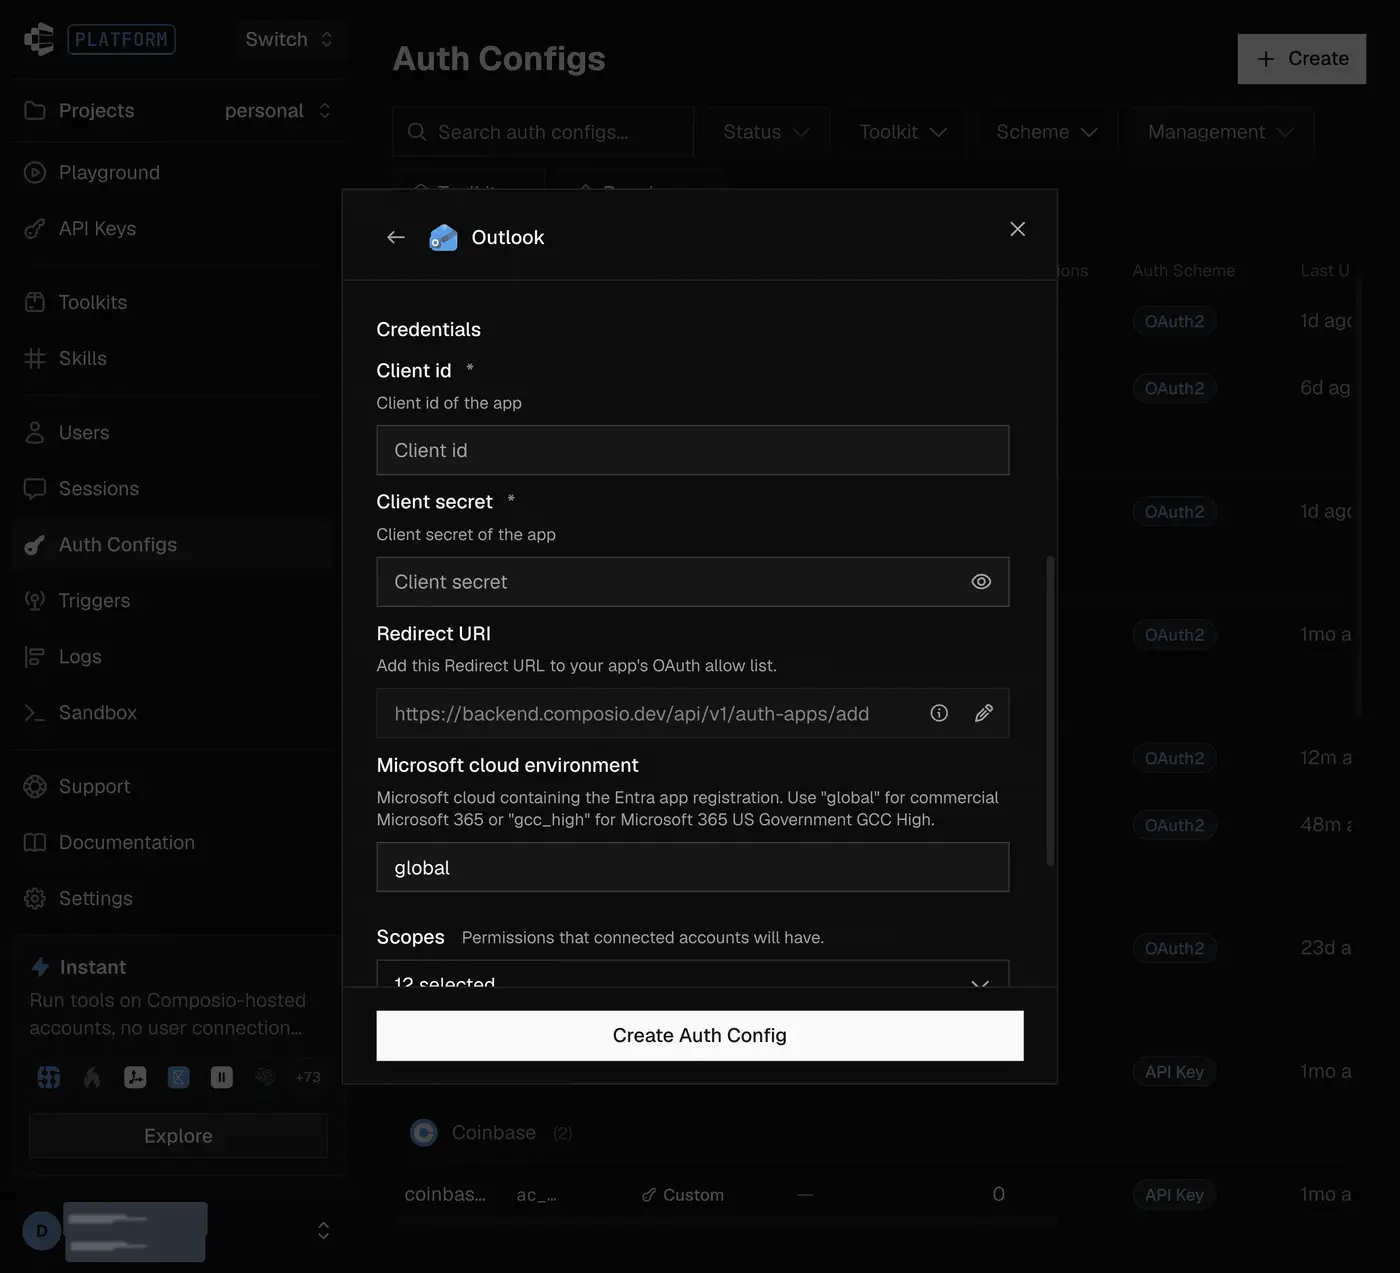 PLATFORM
Switch
Projects
personal
Playground
API Keys
Toolkits
Skills
Users
Sessions
Auth Configs
Triggers
Logs
Sandbox
Support
Documentation
Settings
Instant
Run tools on Composio-hosted
accounts, no user connection...
+73
Explore
D
Auth Configs
+ Create
Search auth configs...
Status
Toolkit
Scheme
Management
Outlook
Credentials
Client id *
Client id of the app
Client id
Client secret *
Client secret of the app
Client secret
Redirect URI
Add this Redirect URL to your app's OAuth allow list.
https://backend.composio.dev/api/v1/auth-apps/add
Microsoft cloud environment
Microsoft cloud containing the Entra app registration. Use "global" for commercial
Microsoft 365 or "gcc_high" for Microsoft 365 US Government GCC High.
global
Scopes Permissions that connected accounts will have.
12 selected
Create Auth Config
ions Auth Scheme Last U
OAuth2 1d ago
OAuth2 6d ag
OAuth2 1d ago
OAuth2 1mo a
OAuth2 12m a
OAuth2 48m a
OAuth2 23d a
API Key 1mo a
Coinbase (2)
coinbas... ac_... Custom — 0 API Key 1mo a